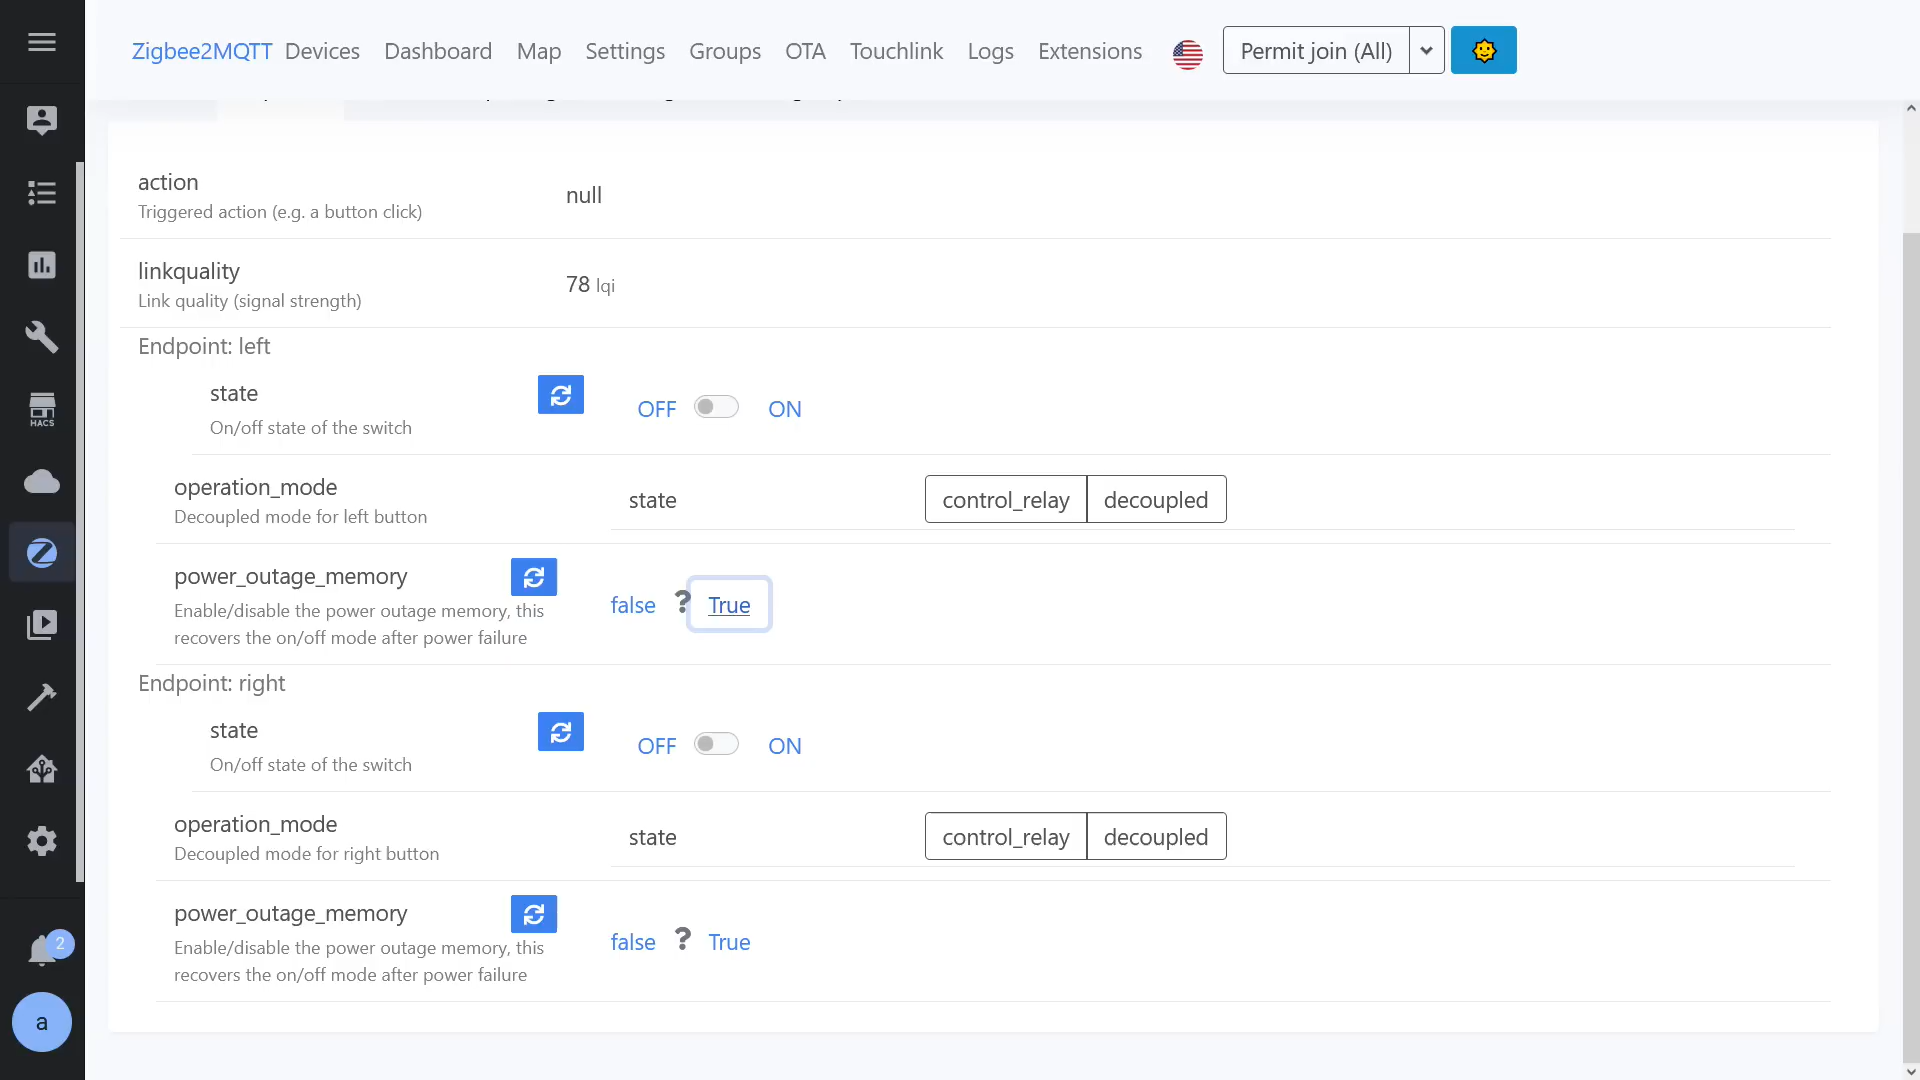 Zigbee2MQTT Devices Dashboard Map Settings Groups OTA Touchlink Logs Extensions Permit join (All)
action
Triggered action (e.g. a button click)
null
linkquality
Link quality (signal strength)
78 lqi
Endpoint: left
state
On/off state of the switch
OFF ON
operation_mode
Decoupled mode for left button
state control_relay decoupled
power_outage_memory
Enable/disable the power outage memory, this
recovers the on/off mode after power failure
false ? True
Endpoint: right
state
On/off state of the switch
OFF ON
operation_mode
Decoupled mode for right button
state control_relay decoupled
power_outage_memory
Enable/disable the power outage memory, this
recovers the on/off mode after power failure
false ? True
HACS
2
a